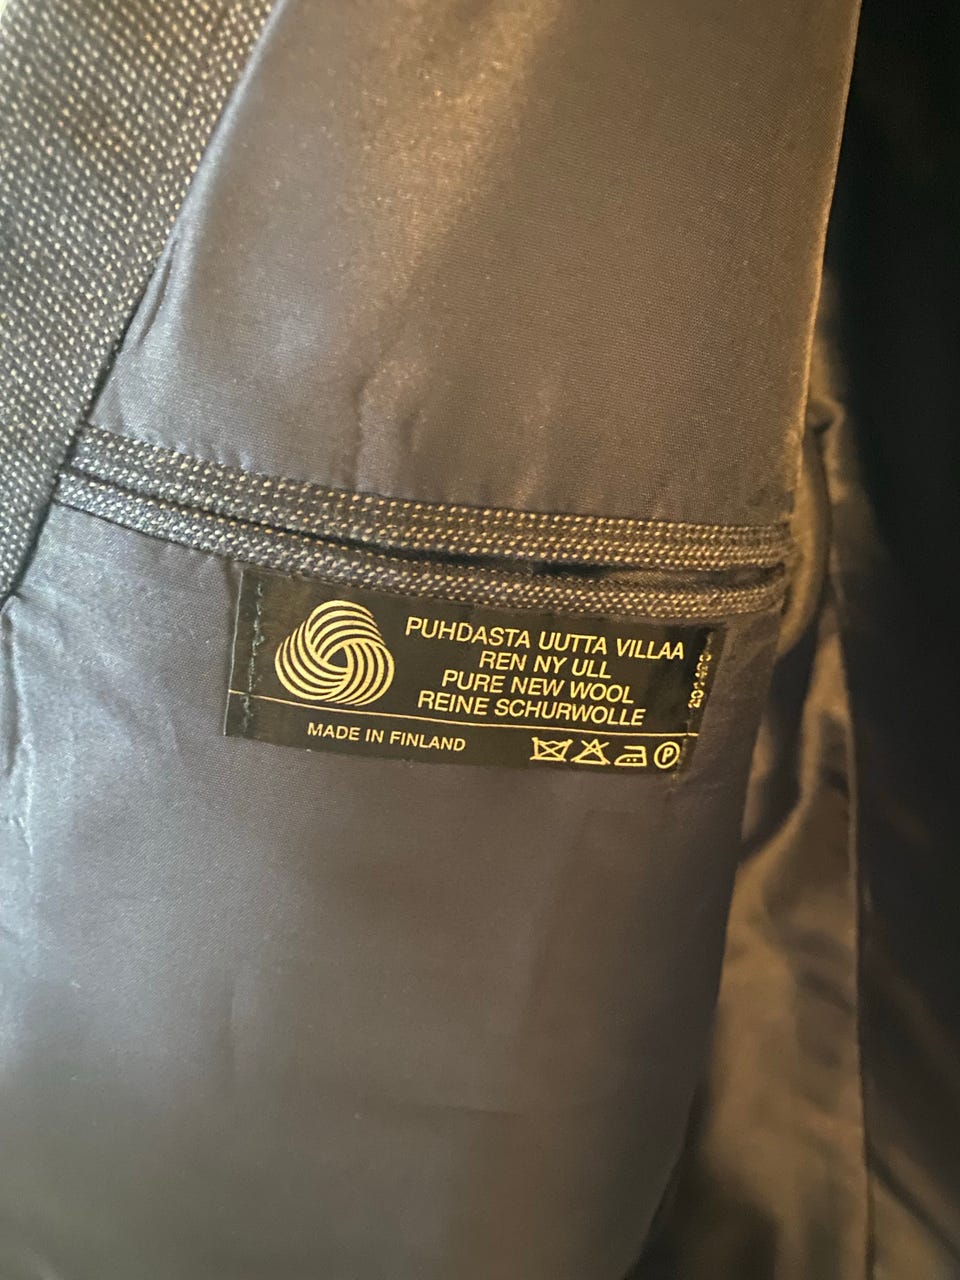 PUHDASTA UUTTA VILLAA
REN NY ULL
PURE NEW WOOL
REINE SCHURWOLLE
MADE IN FINLAND
P